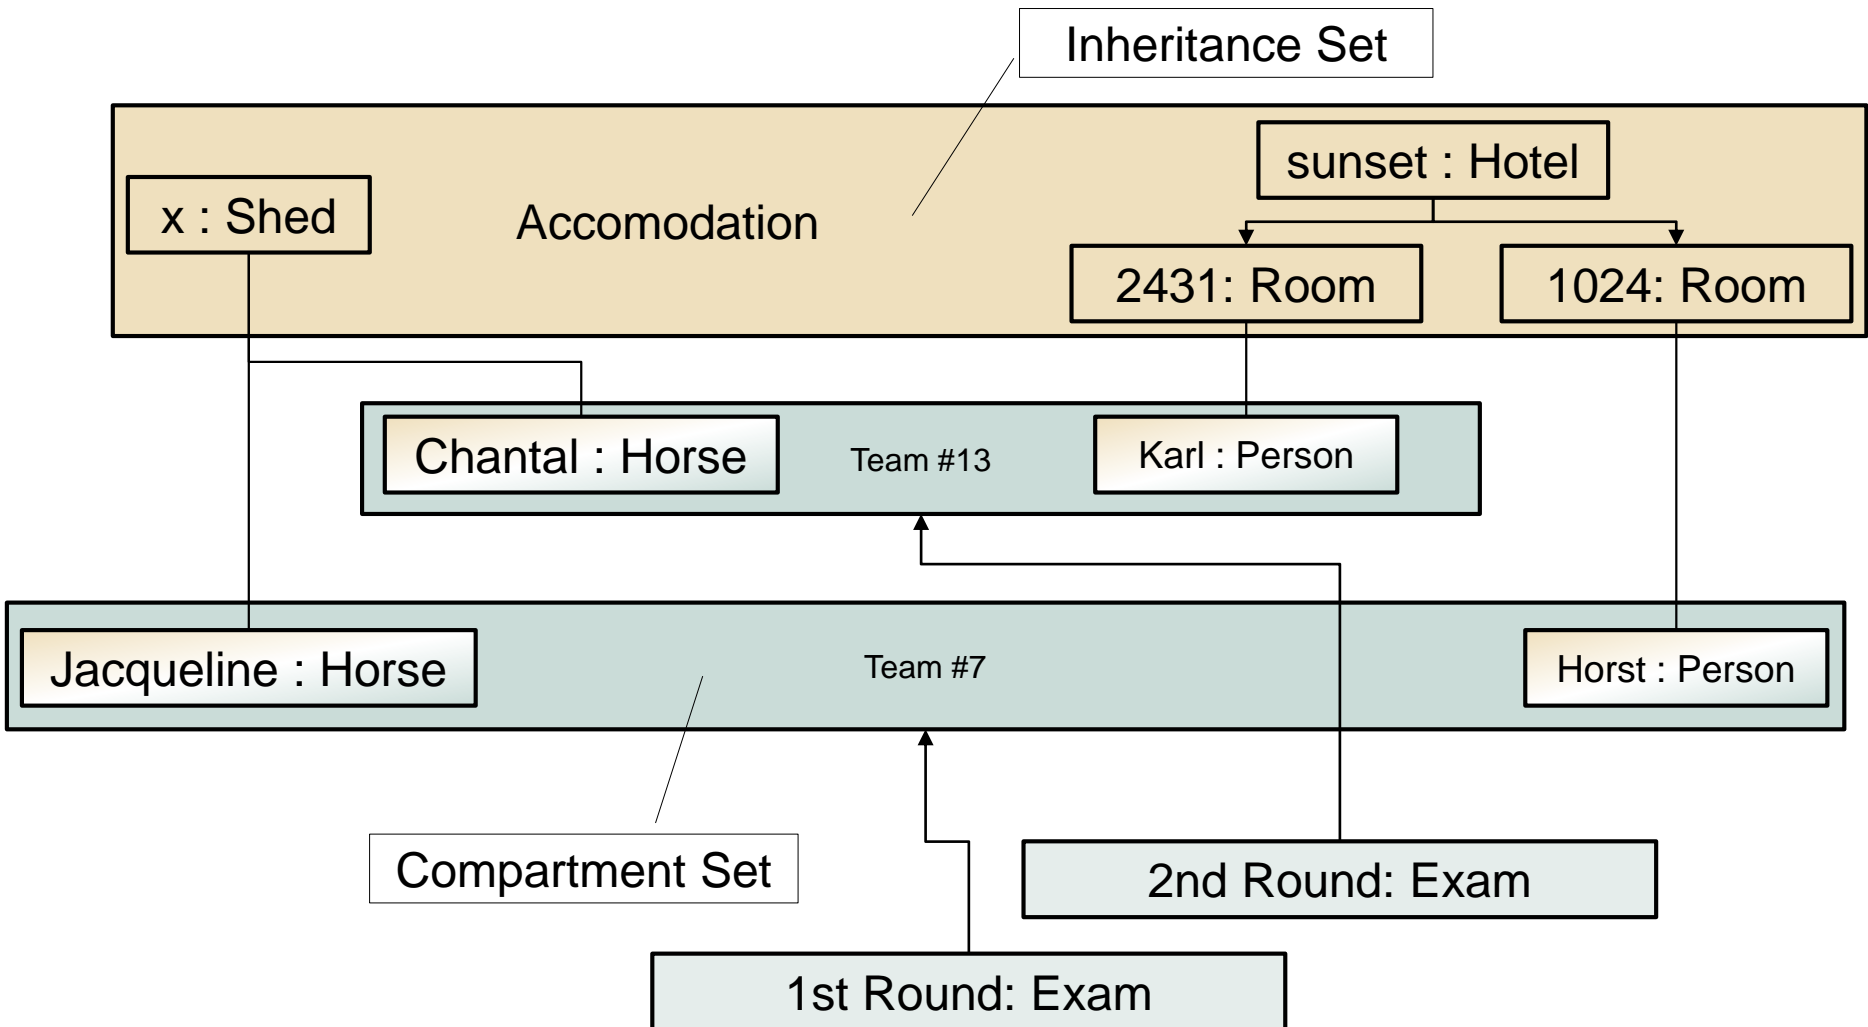 Inheritance Set
sunset : Hotel
x : Shed
Accomodation
2431: Room
1024: Room
Chantal : Horse
Team #13
Karl : Person
Jacqueline : Horse
Team #7
Horst : Person
Compartment Set
2nd Round: Exam
1st Round: Exam